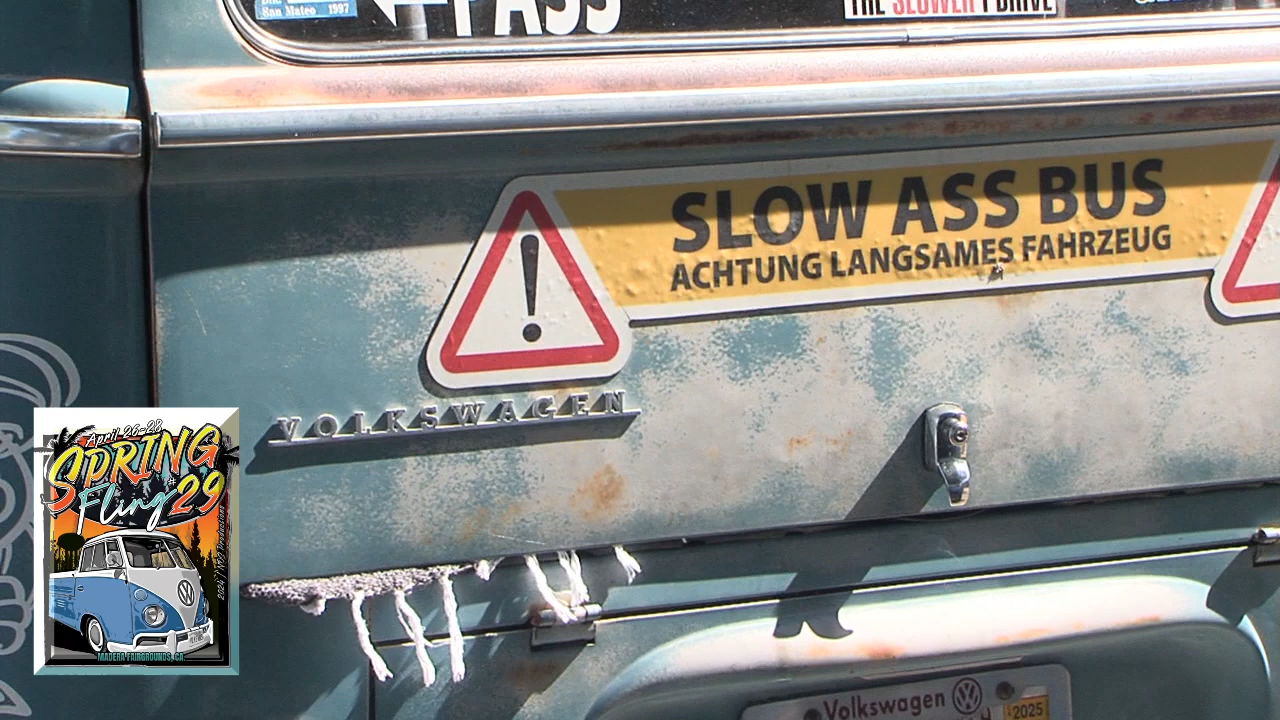 San Mateo 1997
PASS
THE SLOWER I DRIVE
SLOW ASS BUS
ACHTUNG LANGSAMES FAHRZEUG
VOLKSWAGEN
April 26-28
SPRING
Fling #29
MADERA FAIRGROUNDS, CA.
Volkswagen
2025